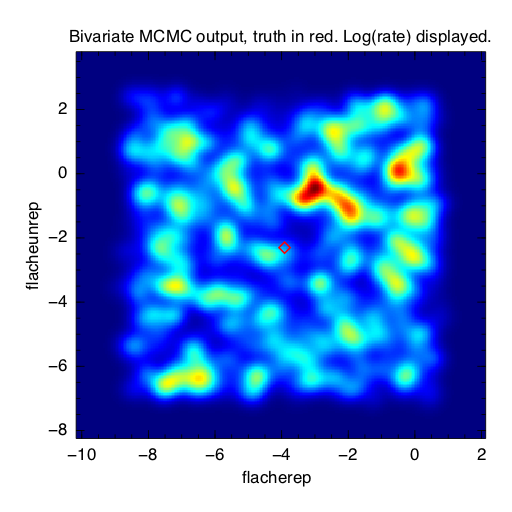 Bivariate MCMC output, truth in red. Log(rate) displayed.
2
0
−2
−4
−6
−8
flacheunrep
−10 −8 −6 −4 −2 0 2
flacherep